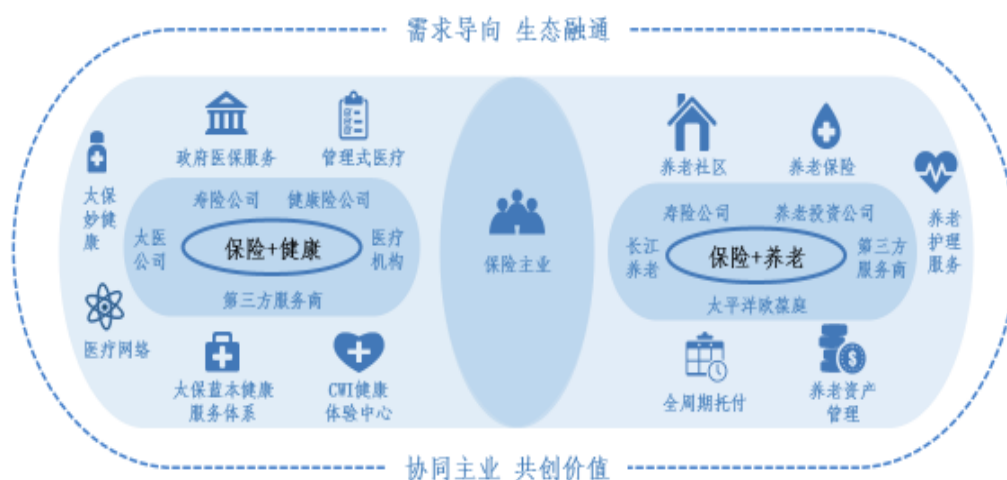 需求导向 生态融通
政府医保服务
管理式医疗
太保
妙健
康
寿险公司
健康险公司
太医
公司
保险+健康
医疗
机构
第三方服务商
医疗网络
太保蓝本健康
服务体系
CWI健康
体验中心
保险主业
养老社区
养老保险
寿险公司
养老投资公司
长江
养老
保险+养老
第三方
服务商
太平洋欧葆庭
养老
护理
服务
全周期托付
养老资产
管理
协同主业 共创价值